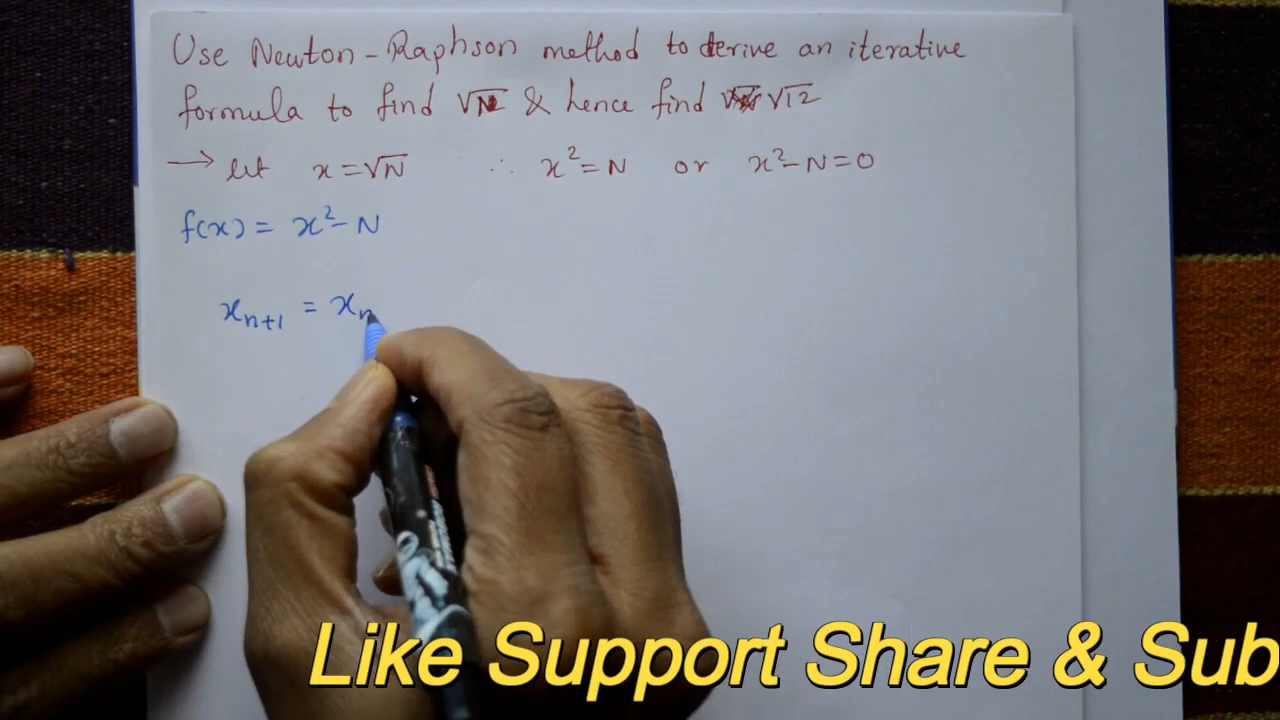 Use Newton-Raphson method to derive an iterative
formula to find √N & hence find √12
→ let x = √N ∴ x² = N or x² - N = 0
f(x) = x² - N
xₙ₊₁ = xₙ
Like Support Share & Sub